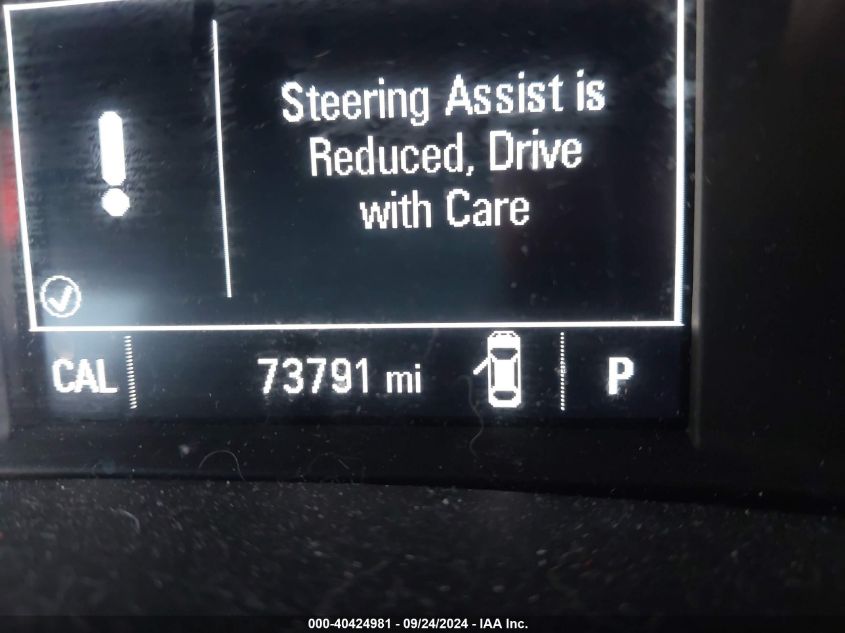 Steering Assist is
Reduced, Drive
with Care
CAL 73791 mi P
000-40424981 - 09/24/2024 - IAA Inc.